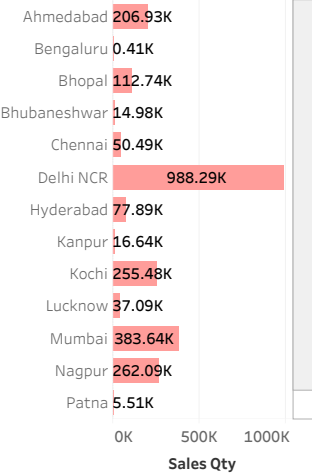 Ahmedabad 206.93K
Bengaluru 0.41K
Bhopal 112.74K
Bhubaneshwar 14.98K
Chennai 50.49K
Delhi NCR 988.29K
Hyderabad 77.89K
Kanpur 16.64K
Kochi 255.48K
Lucknow 37.09K
Mumbai 383.64K
Nagpur 262.09K
Patna 5.51K
0K 500K 1000K
Sales Qty